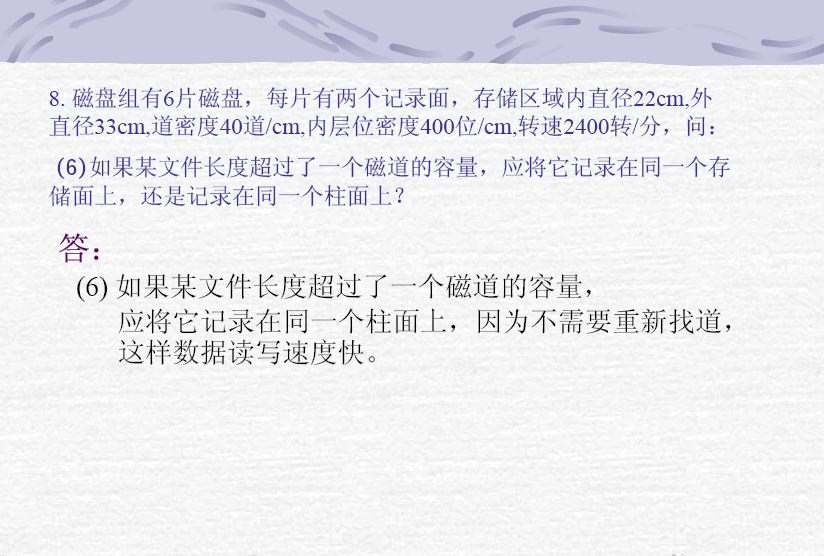 8. 磁盘组有6片磁盘，每片有两个记录面，存储区域内直径22cm,外
直径33cm,道密度40道/cm,内层位密度400位/cm,转速2400转/分，问：
(6)如果某文件长度超过了一个磁道的容量，应将它记录在同一个存
储面上，还是记录在同一个柱面上？
答：
(6) 如果某文件长度超过了一个磁道的容量，
应将它记录在同一个柱面上，因为不需要重新找道，
这样数据读写速度快。